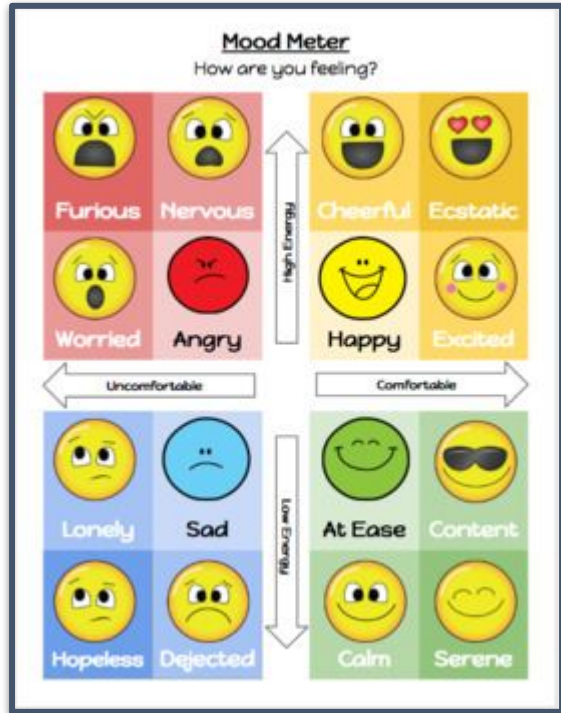 Mood Meter
How are you feeling?
Furious Nervous
Cheerful Ecstatic
High Energy
Worried Angry
Happy Excited
Uncomfortable
Comfortable
Lonely Sad
At Ease Content
Low Energy
Hopeless Dejected
Calm Serene